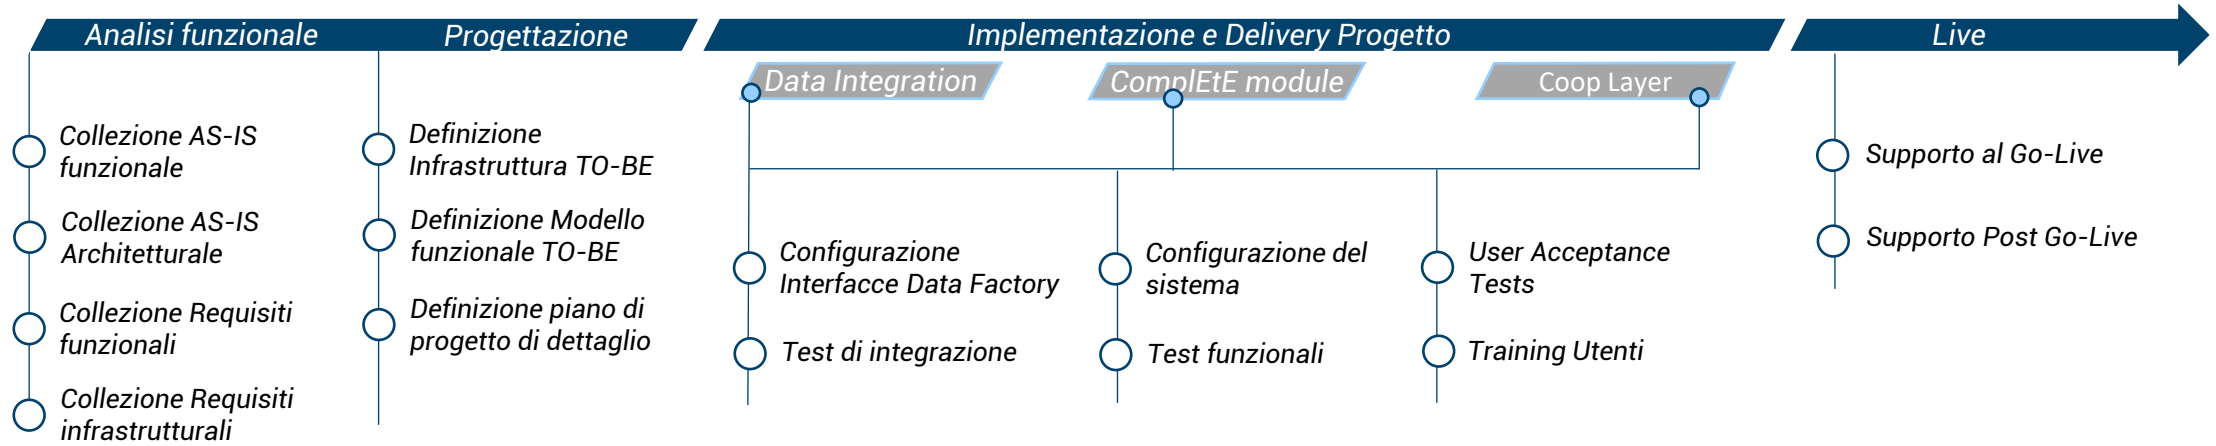 Analisi funzionale
Progettazione
Implementazione e Delivery Progetto
Live
Data Integration
ComplEtE module
Coop Layer
Collezione AS-IS
funzionale
Collezione AS-IS
Architetturale
Collezione Requisiti
funzionali
Collezione Requisiti
infrastrutturali
Definizione
Infrastruttura TO-BE
Definizione Modello
funzionale TO-BE
Definizione piano di
progetto di dettaglio
Configurazione
Interfacce Data Factory
Test di integrazione
Configurazione del
sistema
Test funzionali
User Acceptance
Tests
Training Utenti
Supporto al Go-Live
Supporto Post Go-Live